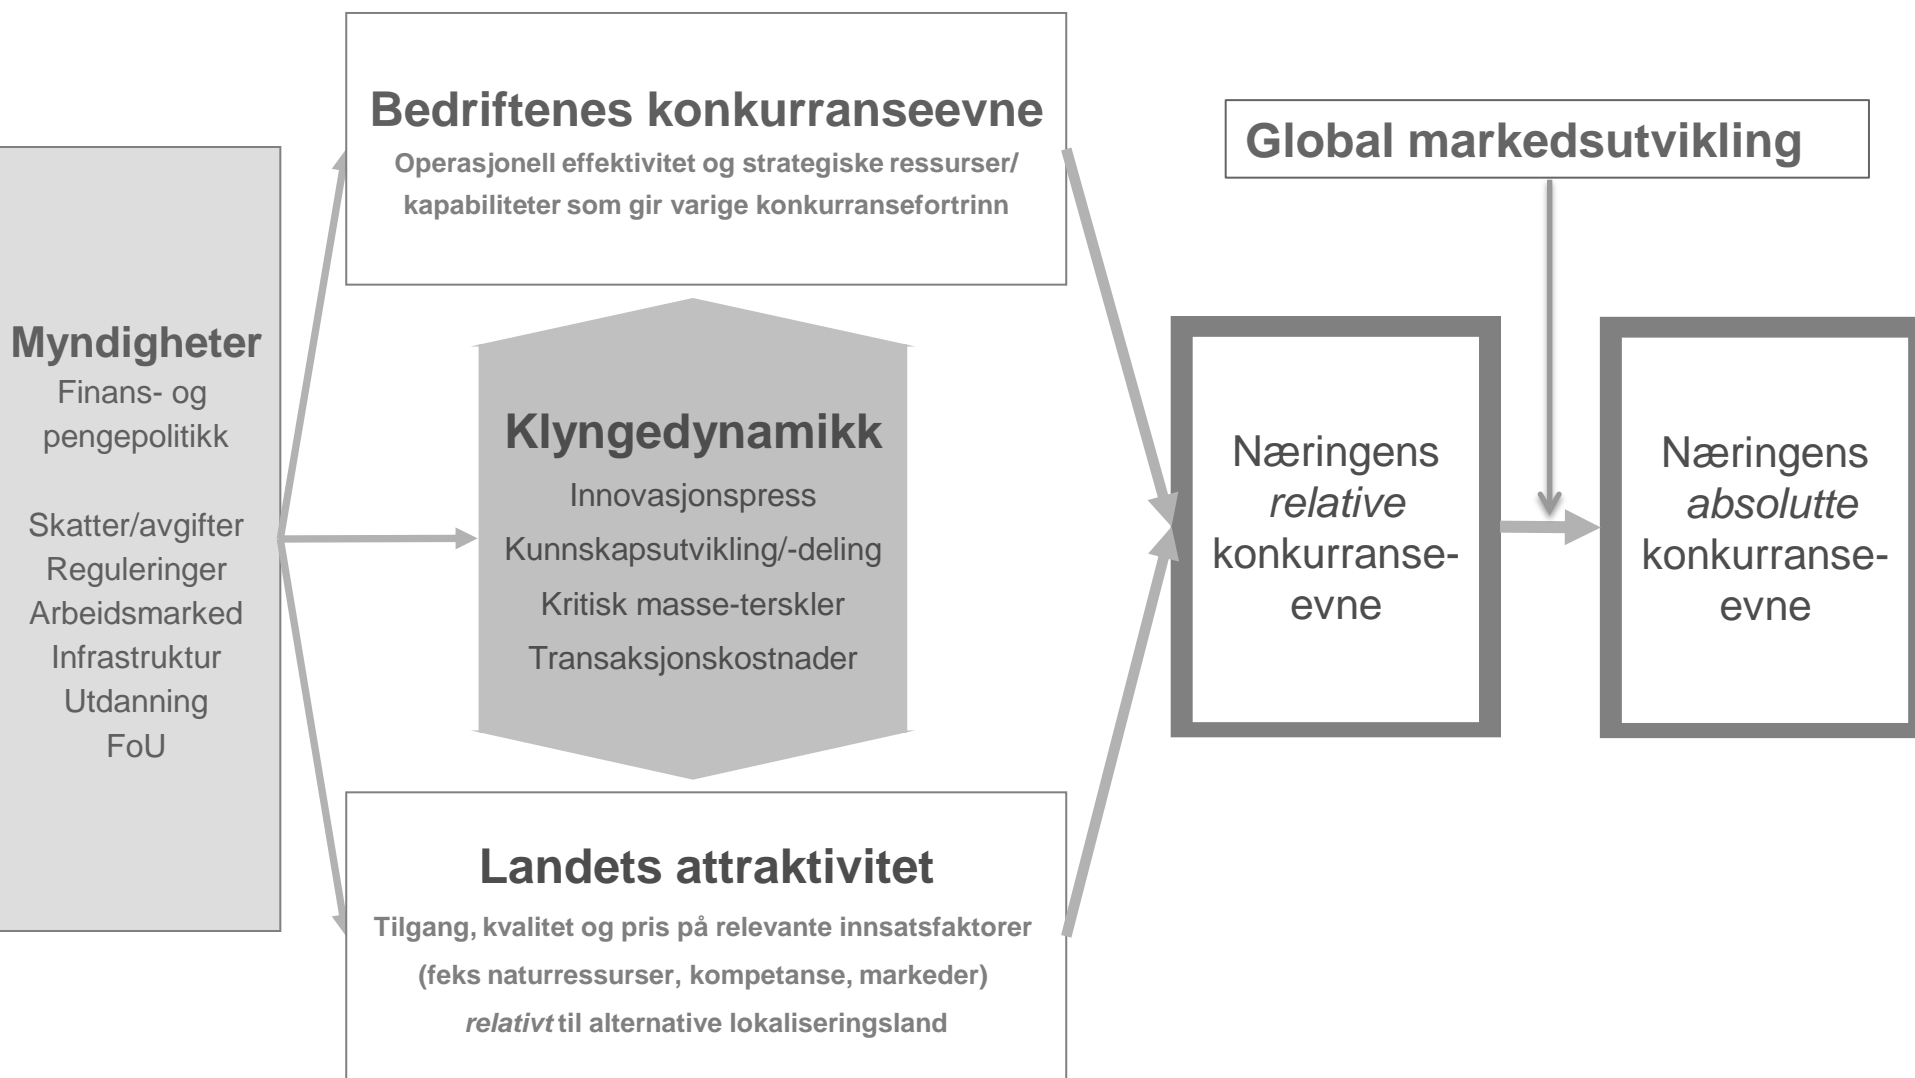 Myndigheter
Finans- og
pengepolitikk
Skatter/avgifter
Reguleringer
Arbeidsmarked
Infrastruktur
Utdanning
FoU
Bedriftenes konkurranseevne
Operasjonell effektivitet og strategiske ressurser/
kapabiliteter som gir varige konkurransefortrinn
Klyngedynamikk
Innovasjonspress
Kunnskapsutvikling/-deling
Kritisk masse-terskler
Transaksjonskostnader
Landets attraktivitet
Tilgang, kvalitet og pris på relevante innsatsfaktorer
(feks naturressurser, kompetanse, markeder)
relativt til alternative lokaliseringsland
Global markedsutvikling
Næringens
relative
konkurranse-
evne
Næringens
absolutte
konkurranse-
evne